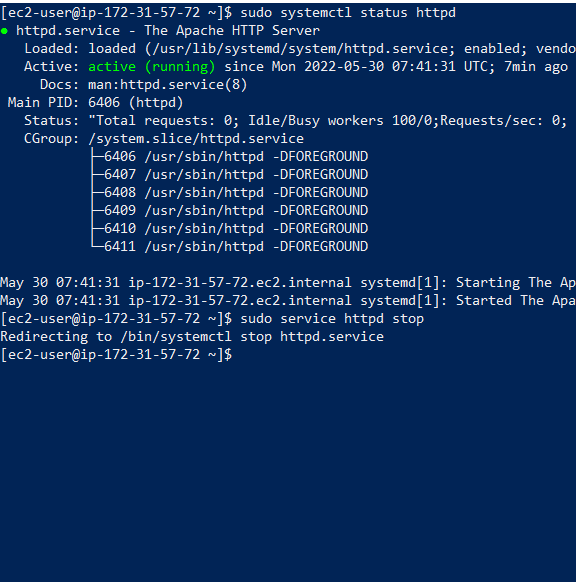 [ec2-user@ip-172-31-57-72 ~]$ sudo systemctl status httpd
● httpd.service - The Apache HTTP Server
   Loaded: loaded (/usr/lib/systemd/system/httpd.service; enabled; vendo
   Active: active (running) since Mon 2022-05-30 07:41:31 UTC; 7min ago
     Docs: man:httpd.service(8)
 Main PID: 6406 (httpd)
   Status: "Total requests: 0; Idle/Busy workers 100/0;Requests/sec: 0;
   CGroup: /system.slice/httpd.service
           ├─6406 /usr/sbin/httpd -DFOREGROUND
           ├─6407 /usr/sbin/httpd -DFOREGROUND
           ├─6408 /usr/sbin/httpd -DFOREGROUND
           ├─6409 /usr/sbin/httpd -DFOREGROUND
           ├─6410 /usr/sbin/httpd -DFOREGROUND
           └─6411 /usr/sbin/httpd -DFOREGROUND

May 30 07:41:31 ip-172-31-57-72.ec2.internal systemd[1]: Starting The Ap
May 30 07:41:31 ip-172-31-57-72.ec2.internal systemd[1]: Started The Apa
[ec2-user@ip-172-31-57-72 ~]$ sudo service httpd stop
Redirecting to /bin/systemctl stop httpd.service
[ec2-user@ip-172-31-57-72 ~]$